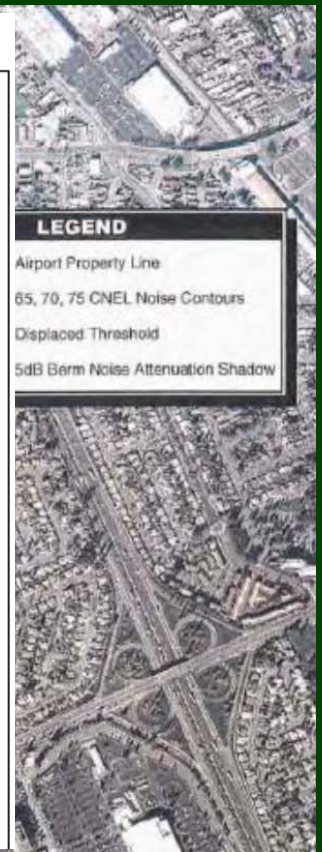 LEGEND
Airport Property Line
65, 70, 75 CNEL Noise Contours
Displaced Threshold
5dB Berm Noise Attenuation Shadow